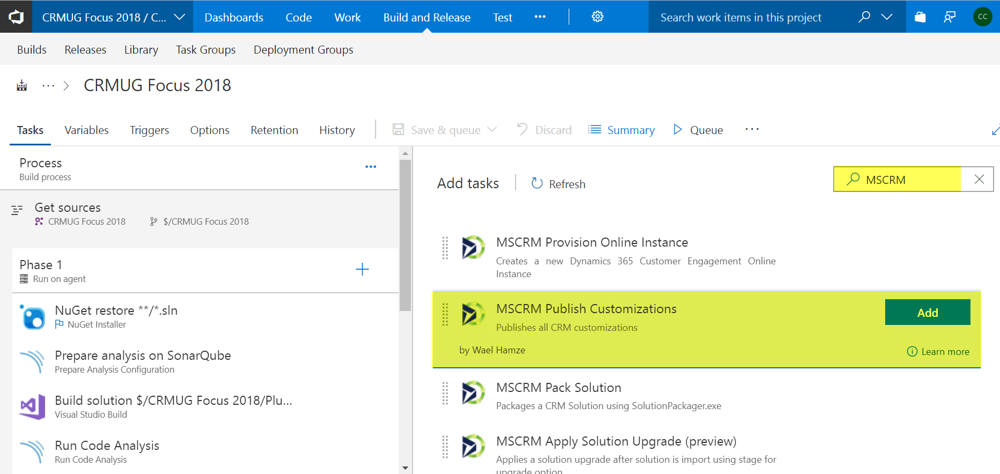 CRMUG Focus 2018 / C...
Dashboards
Code
Work
Build and Release
Test
Search work items in this project
CC
Builds
Releases
Library
Task Groups
Deployment Groups
CRMUG Focus 2018
Tasks
Variables
Triggers
Options
Retention
History
Save & queue
Discard
Summary
Queue
Process
Build process
Get sources
CRMUG Focus 2018
$/CRMUG Focus 2018
Phase 1
Run on agent
NuGet restore **/*.sln
NuGet Installer
Prepare analysis on SonarQube
Prepare Analysis Configuration
Build solution $/CRMUG Focus 2018/Plu...
Visual Studio Build
Run Code Analysis
Run Code Analysis
Add tasks
Refresh
MSCRM
MSCRM Provision Online Instance
Creates a new Dynamics 365 Customer Engagement Online
Instance
MSCRM Publish Customizations
Publishes all CRM customizations
Add
by Wael Hamze
Learn more
MSCRM Pack Solution
Packages a CRM Solution using SolutionPackager.exe
MSCRM Apply Solution Upgrade (preview)
Applies a solution upgrade after solution is import using stage for
upgrade option